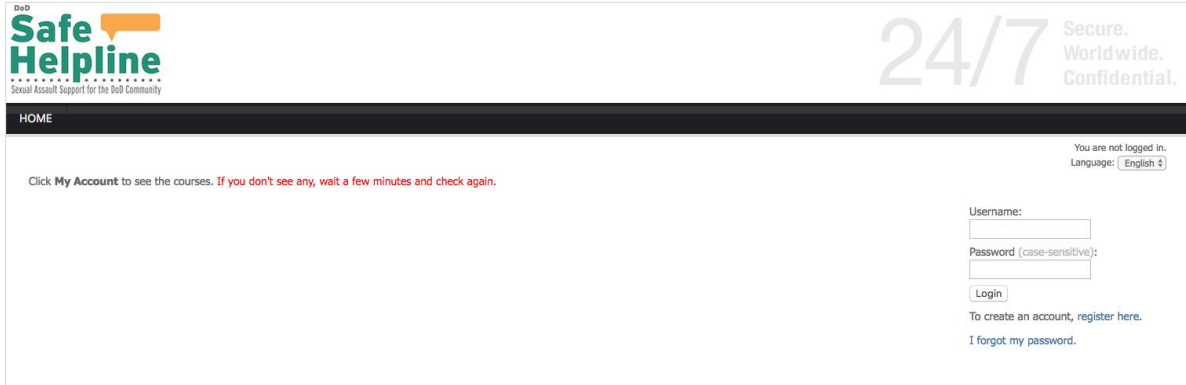 DoD
Safe
Helpline
Sexual Assault Support for the DoD Community
24/7
Secure.
Worldwide.
Confidential.
HOME
You are not logged in.
Language: English
Click My Account to see the courses. If you don't see any, wait a few minutes and check again.
Username:
Password (case-sensitive):
Login
To create an account, register here.
I forgot my password.